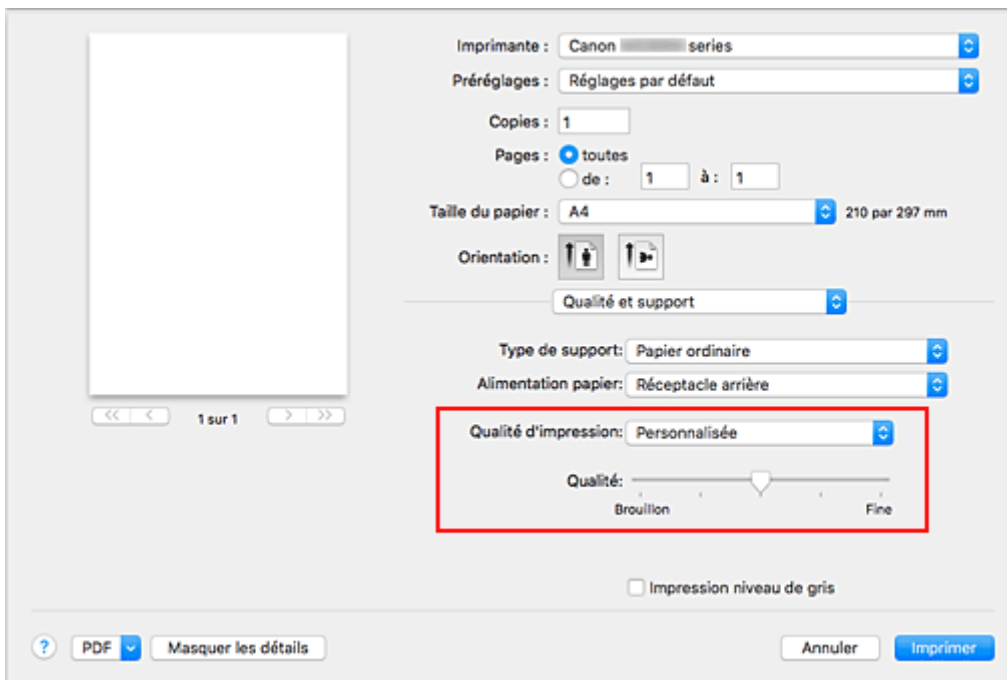 Imprimante : Canon series
Préréglages : Réglages par défaut
Copies : 1
Pages : toutes
de : 1 à : 1
Taille du papier : A4 210 par 297 mm
Orientation :
Qualité et support
Type de support: Papier ordinaire
Alimentation papier: Réceptacle arrière
1 sur 1
Qualité d'impression: Personnalisée
Qualité:
Brouillon Fine
Impression niveau de gris
? PDF Masquer les détails Annuler Imprimer